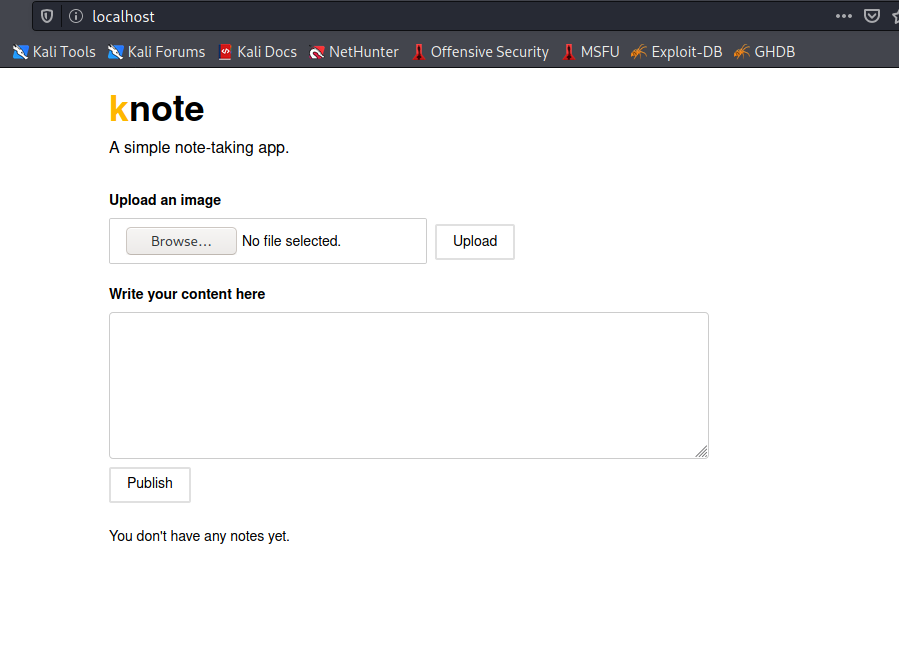 localhost
Kali Tools Kali Forums Kali Docs NetHunter Offensive Security MSFU Exploit-DB GHDB
knote
A simple note-taking app.
Upload an image
Browse... No file selected. Upload
Write your content here
Publish
You don't have any notes yet.